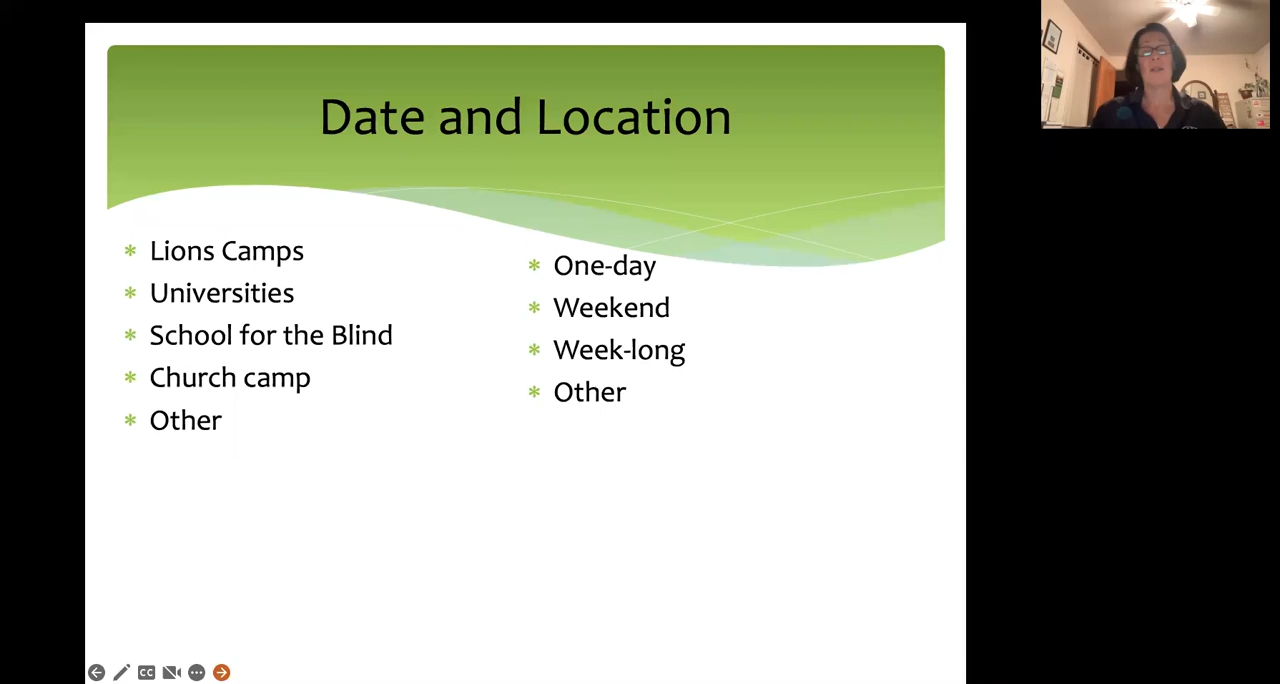 Date and Location
* Lions Camps
* Universities
* School for the Blind
* Church camp
* Other
* One-day
* Weekend
* Week-long
* Other
CC